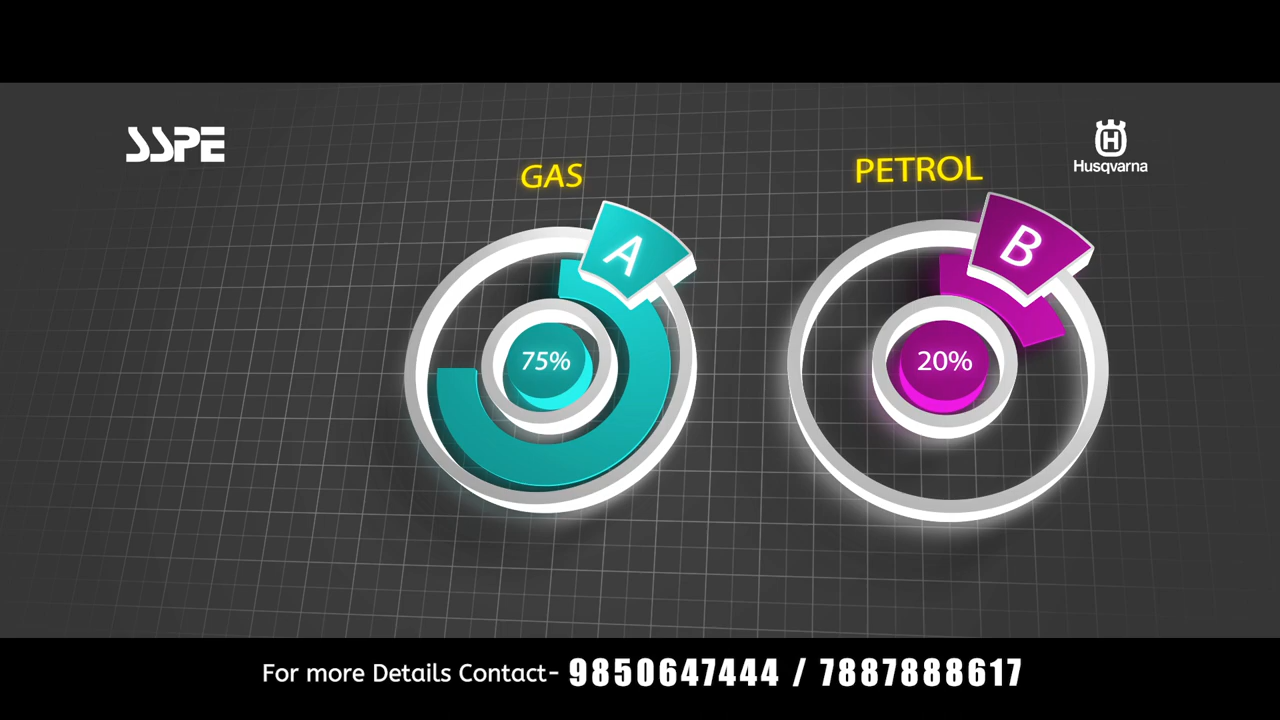 SSPE
Husqvarna
GAS
PETROL
A
B
75%
20%
For more Details Contact- 9850647444 / 7887888617